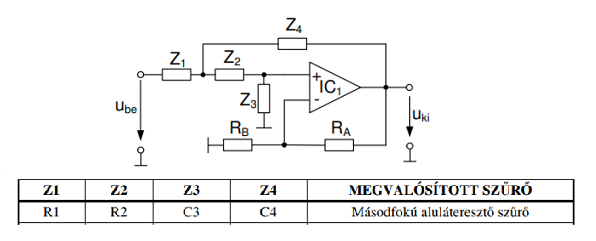 Z4
Z1
Z2
+
IC1
-
Z3
ube
RB
RA
uki
Z1 Z2 Z3 Z4 MEGVALÓSÍTOTT SZŰRŐ
R1 R2 C3 C4 Másodfokú aluláteresztő szűrő